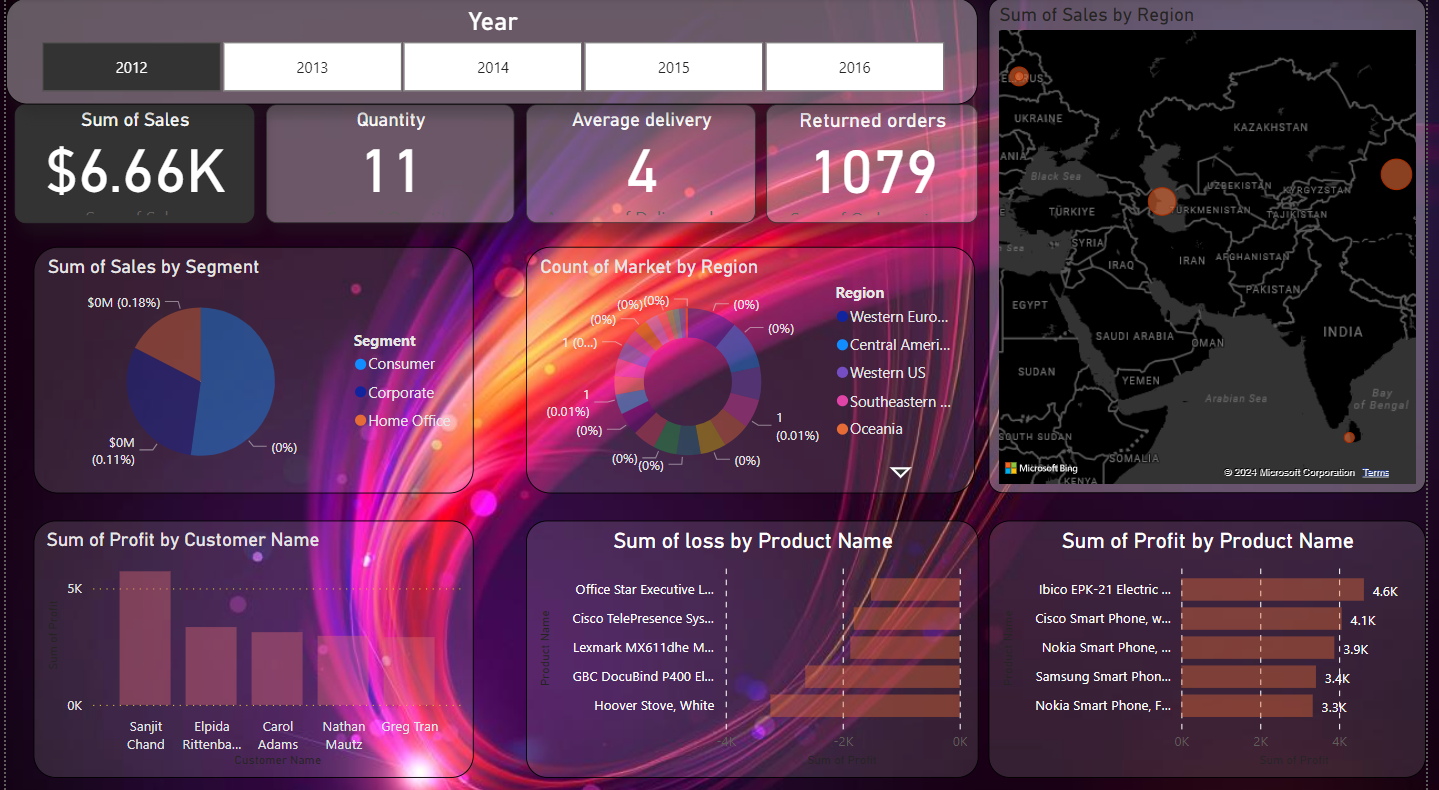 Year
2012
2013
2014
2015
2016
Sum of Sales
$6.66K
Quantity
11
Average delivery
4
Returned orders
1079
Sum of Sales by Region
UKRAINE
KAZAKHSTAN
Black Sea
UZBEKISTAN
KYRGYZSTAN
TÜRKIYE
TURKMENISTAN
TAJIKISTAN
SYRIA
IRAQ
IRAN
AFGHANISTAN
EGYPT
PAKISTAN
SAUDI ARABIA
OMAN
INDIA
SUDAN
YEMEN
Arabian Sea
Bay
of Bengal
SOUTH SUDAN
SOMALIA
KENYA
Microsoft Bing
© 2024 Microsoft Corporation
Terms
Sum of Sales by Segment
$0M (0.18%)
$0M
(0.11%)
(0%)
Segment
Consumer
Corporate
Home Office
Count of Market by Region
(0%)
(0%)
(0%)
(0%)
(0%)
1 (0...)
1
(0.01%)
1
(0.01%)
(0%)
(0%)
(0%)
(0%)
Region
Western Euro...
Central Ameri...
Western US
Southeastern ...
Oceania
Sum of Profit by Customer Name
5K
0K
Sum of Profit
Sanjit
Chand
Elpida
Rittenba...
Carol
Adams
Nathan
Mautz
Greg Tran
Customer Name
Sum of loss by Product Name
Product Name
Office Star Executive L...
Cisco TelePresence Sys...
Lexmark MX611dhe M...
GBC DocuBind P400 El...
Hoover Stove, White
-4K
-2K
0K
Sum of Profit
Sum of Profit by Product Name
Product Name
Ibico EPK-21 Electric ...
4.6K
Cisco Smart Phone, w...
4.1K
Nokia Smart Phone, ...
3.9K
Samsung Smart Phon...
3.4K
Nokia Smart Phone, F...
3.3K
0K
2K
4K
Sum of Profit